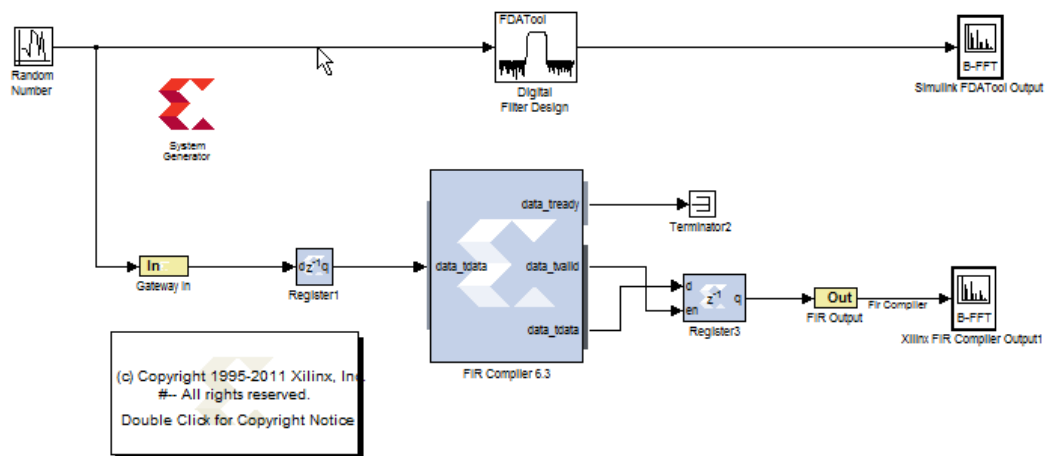 FDATool
Random
Number
Digital
Filter Design
B-FFT
Simulink FDATool Output
System
Generator
data_tready
Terminator2
In
Gateway In
d z⁻¹ q
Register1
data_tdata
data_tvalid
data_tdata
FIR Compiler 6.3
d
en
z⁻¹
q
Register3
Out
FIR Output
Fir Compiler
B-FFT
Xilinx FIR Compiler Output1
(c) Copyright 1995-2011 Xilinx, Inc.
#-- All rights reserved.
Double Click for Copyright Notice